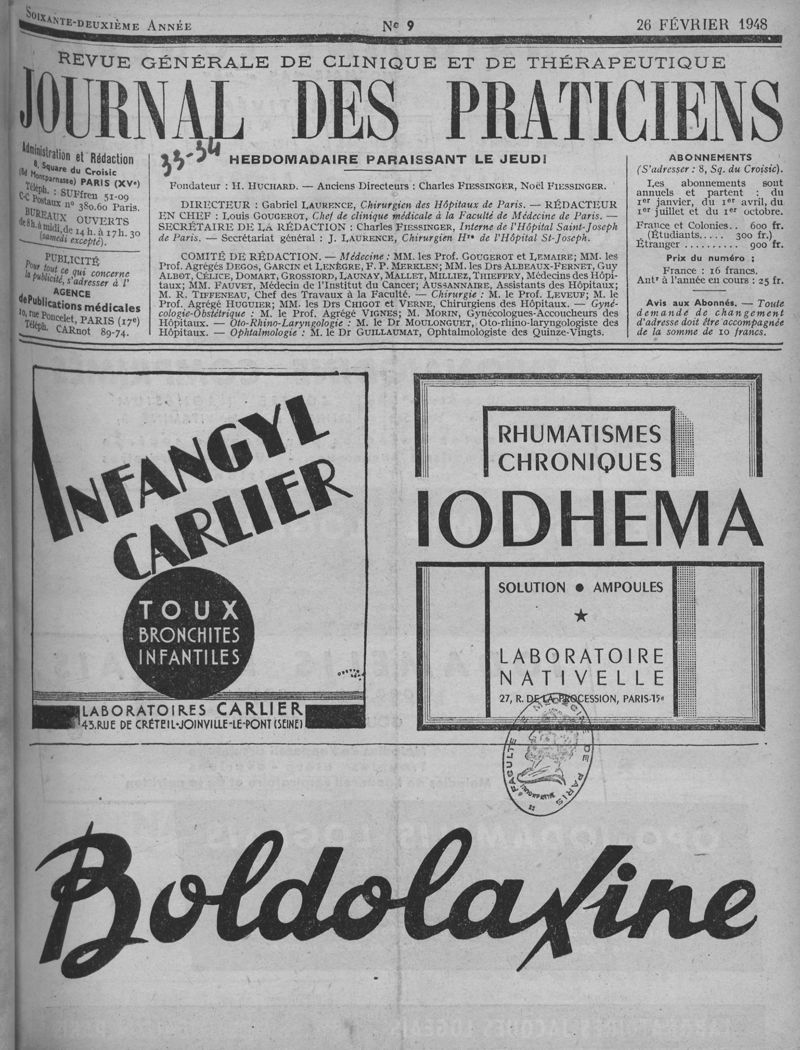 SOIXANTE-DEUXIÈME ANNÉE
No 9
26 FÉVRIER 1948
REVUE GÉNÉRALE DE CLINIQUE ET DE THÉRAPEUTIQUE
JOURNAL DES PRATICIENS
Administration et Rédaction
8, Square du Croisic
(Bd Montparnasse) PARIS (XVe)
Téléph. : SUFfren 51-09
C-C Postaux no 380.60 Paris.
BUREAUX OUVERTS
de 8h. à midi, de 14 h. à 17 h. 30
(samedi excepté).
PUBLICITÉ
Pour tout ce qui concerne
la publicité, s'adresser à l'
AGENCE
de Publications médicales
10, rue Poncelet, PARIS (17e)
Téléph. CARnot 89-74.
33-34
HEBDOMADAIRE PARAISSANT LE JEUDI
Fondateur : H. HUCHARD. — Anciens Directeurs : Charles FIESSINGER, Noël FIESSINGER.
DIRECTEUR : Gabriel LAURENCE, Chirurgien des Hôpitaux de Paris. — RÉDACTEUR
EN CHEF : Louis GOUGEROT, Chef de clinique médicale à la Faculté de Médecine de Paris. —
SECRÉTAIRE DE LA RÉDACTION : Charles FIESSINGER, Interne de l'Hôpital Saint-Joseph
de Paris. — Secrétariat général : J. LAURENCE, Chirurgien Hre de l'Hôpital St-Joseph.
COMITÉ DE RÉDACTION. — Médecine : MM. les Prof. GOUGEROT et LEMAIRE; MM. les
Prof. Agrégés DEGOS, GARCIN et LENÈGRE, F. P. MERKLEN; MM. les Drs ALBEAUX-FERNET, GUY
ALBOT, CÉLICE, DOMART, GROSSIORD, LAUNAY, MALLET, MILLIEZ, THIEFFRY, Médecins des Hôpi-
taux; MM. FAUVET, Médecin de l'Institut du Cancer; AUSSANNAIRE, Assistants des Hôpitaux;
M. R. TIFFENEAU, Chef des Travaux à la Faculté. — Chirurgie : M. le Prof. LEVEUF; M. le
Prof. Agrégé HUGUIER; MM. les Drs CHIGOT et VERNE, Chirurgiens des Hôpitaux. — Gyné-
cologie-Obstétrique : M. le Prof. Agrégé VIGNES; M. MORIN, Gynécologues-Accoucheurs des
Hôpitaux. — Oto-Rhino-Laryngologie : M. le Dr MOULONGUET, Oto-rhino-laryngologiste des
Hôpitaux. — Ophtalmologie : M. le Dr GUILLAUMAT, Ophtalmologiste des Quinze-Vingts.
ABONNEMENTS
(S'adresser : 8, Sq. du Croisic).
Les abonnements sont
annuels et partent : du
1er janvier, du 1er avril, du
1er juillet et du 1er octobre.
France et Colonies.. 600 fr.
(Étudiants..... 300 fr.)
Étranger .......... 900 fr.
Prix du numéro :
France : 16 francs.
Antr à l'année en cours : 25 fr.
Avis aux Abonnés. — Toute
demande de changement
d'adresse doit être accompagnée
de la somme de 10 francs.
INFANGYL
CARLIER
TOUX
BRONCHITES
INFANTILES
LABORATOIRES CARLIER
43, RUE DE CRÉTEIL-JOINVILLE-LE-PONT (SEINE)
RHUMATISMES
CHRONIQUES
IODHEMA
SOLUTION • AMPOULES
LABORATOIRE
NATIVELLE
27, R. DE LA PROCESSION, PARIS-15e
FACULTÉ DE MÉDECINE DE PARIS
Boldolaxine